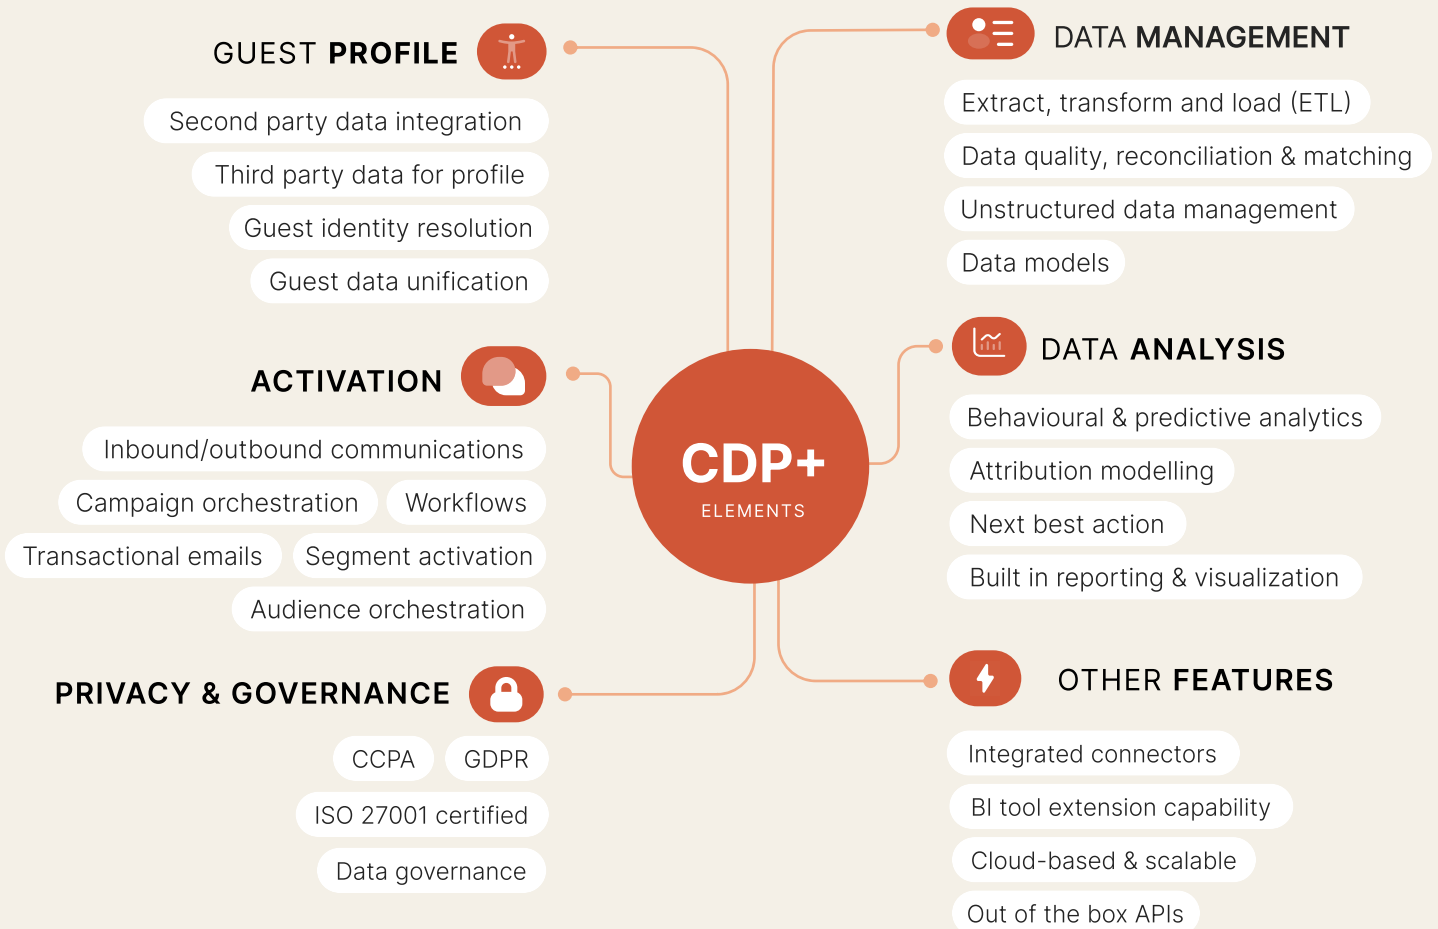 GUEST PROFILE
Second party data integration
Third party data for profile
Guest identity resolution
Guest data unification
ACTIVATION
Inbound/outbound communications
Campaign orchestration
Workflows
Transactional emails
Segment activation
Audience orchestration
PRIVACY & GOVERNANCE
CCPA
GDPR
ISO 27001 certified
Data governance
CDP+
ELEMENTS
DATA MANAGEMENT
Extract, transform and load (ETL)
Data quality, reconciliation & matching
Unstructured data management
Data models
DATA ANALYSIS
Behavioural & predictive analytics
Attribution modelling
Next best action
Built in reporting & visualization
OTHER FEATURES
Integrated connectors
BI tool extension capability
Cloud-based & scalable
Out of the box APIs